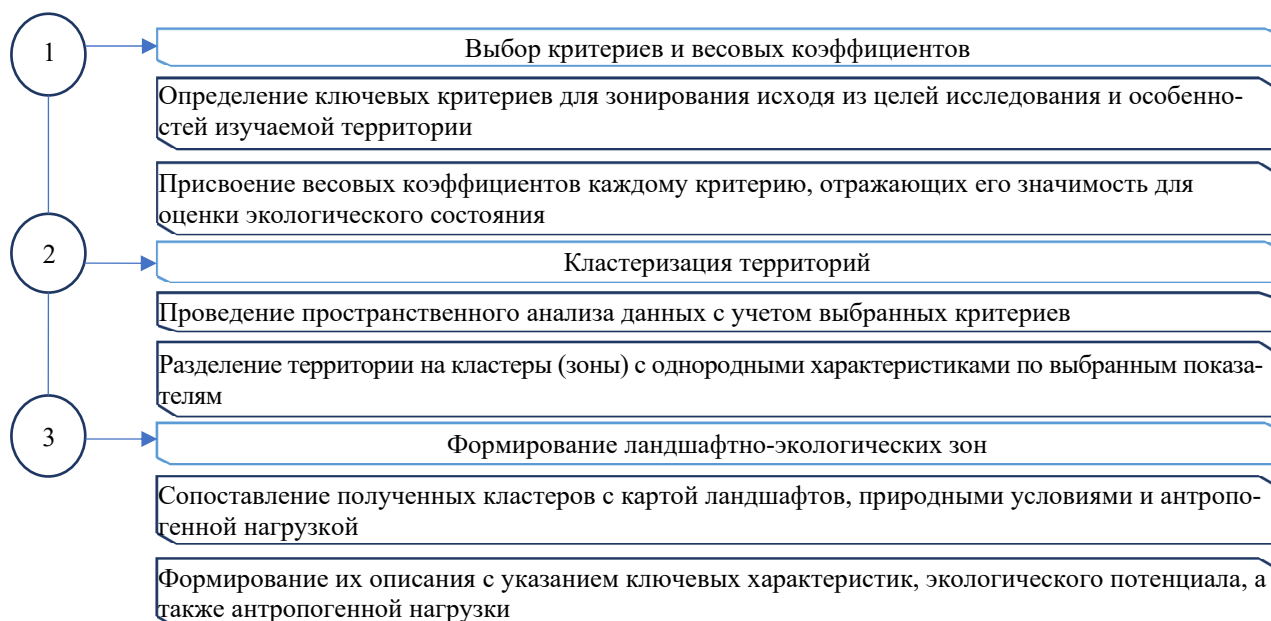 1
Выбор критериев и весовых коэффициентов
Определение ключевых критериев для зонирования исходя из целей исследования и особенно-
стей изучаемой территории
Присвоение весовых коэффициентов каждому критерию, отражающих его значимость для
оценки экологического состояния
2
Кластеризация территорий
Проведение пространственного анализа данных с учетом выбранных критериев
Разделение территории на кластеры (зоны) с однородными характеристиками по выбранным показа-
телям
3
Формирование ландшафтно-экологических зон
Сопоставление полученных кластеров с картой ландшафтов, природными условиями и антропо-
генной нагрузкой
Формирование их описания с указанием ключевых характеристик, экологического потенциала, а
также антропогенной нагрузки